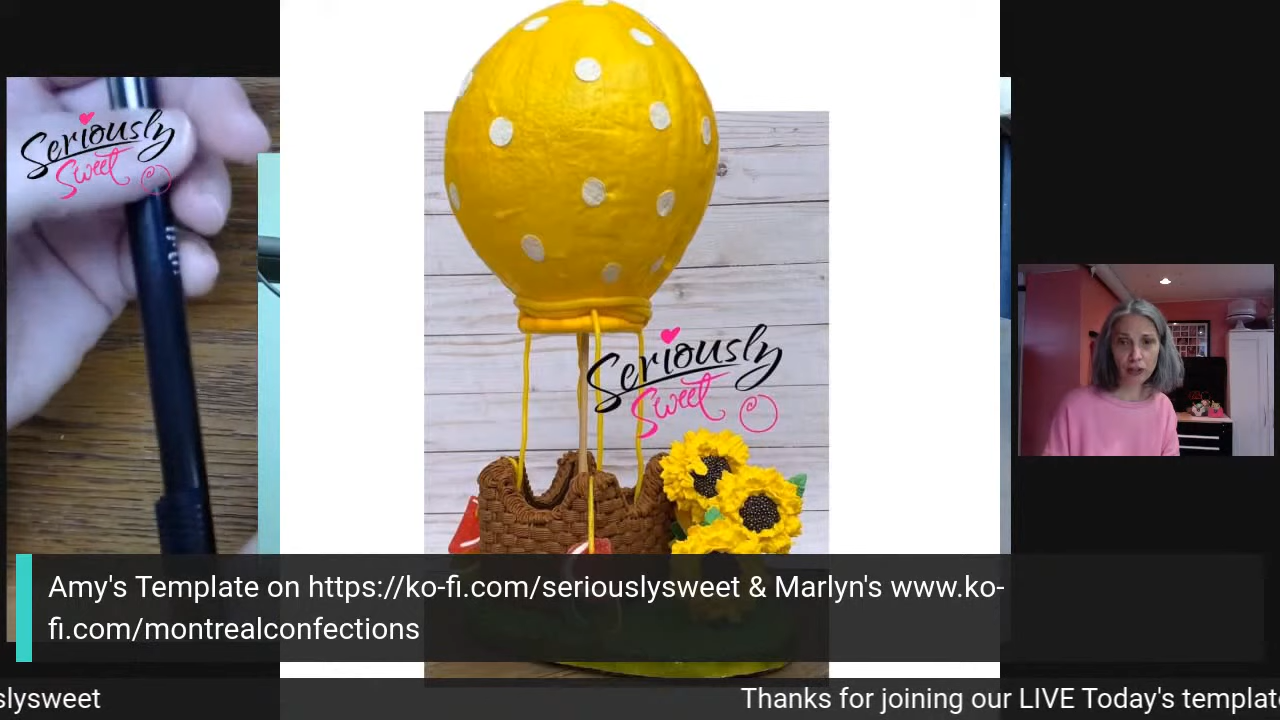 Seriously
Sweet
Seriously
Sweet
Amy's Template on https://ko-fi.com/seriouslysweet & Marlyn's www.ko-
fi.com/montrealconfections
slysweet
Thanks for joining our LIVE Today's template